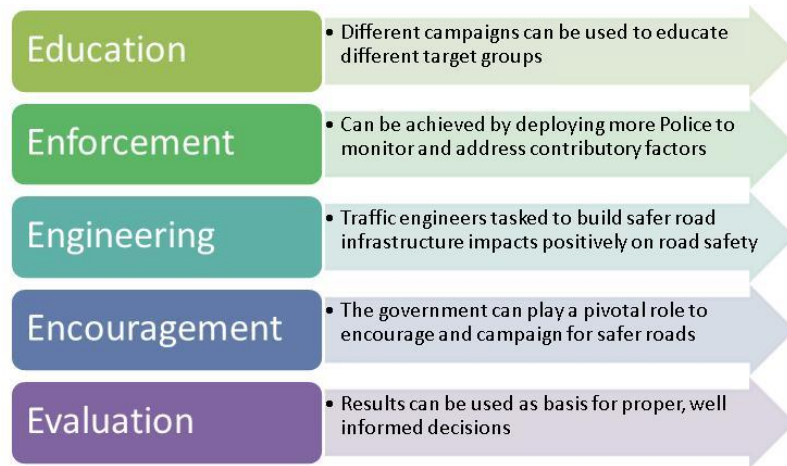 Education
• Different campaigns can be used to educate
different target groups
Enforcement
• Can be achieved by deploying more Police to
monitor and address contributory factors
Engineering
• Traffic engineers tasked to build safer road
infrastructure impacts positively on road safety
Encouragement
• The government can play a pivotal role to
encourage and campaign for safer roads
Evaluation
• Results can be used as basis for proper, well
informed decisions